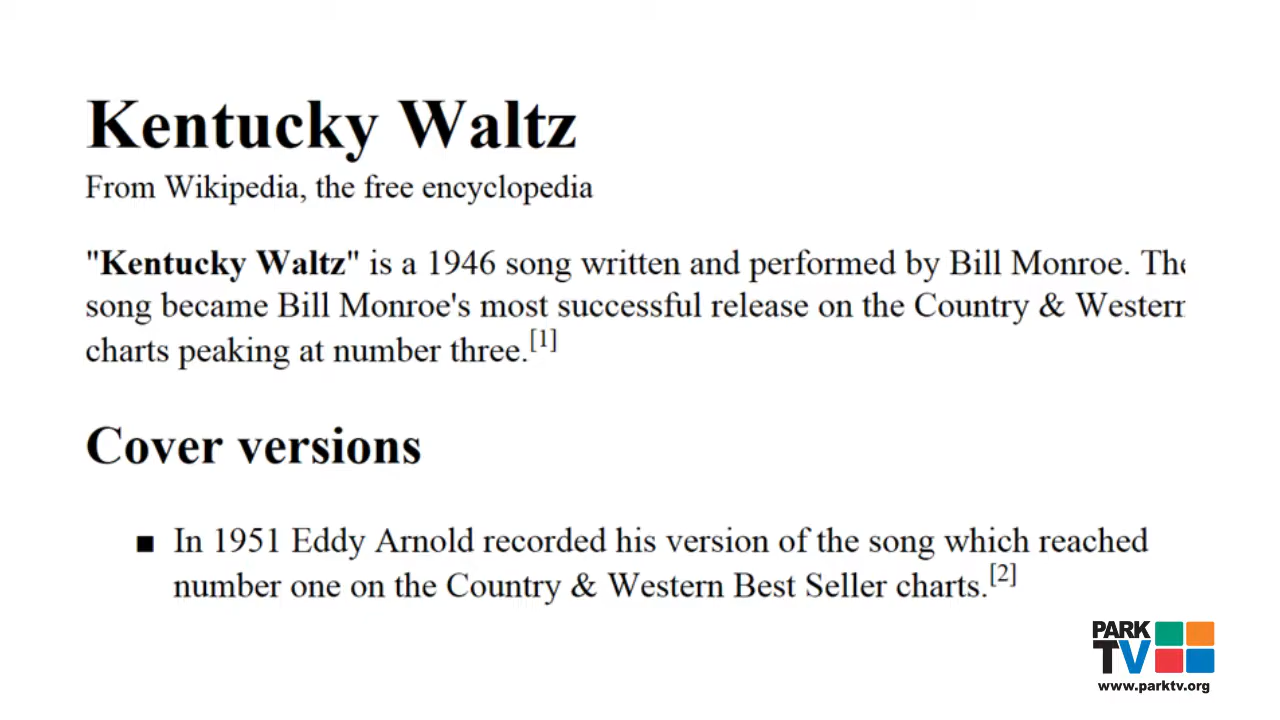 Kentucky Waltz
From Wikipedia, the free encyclopedia
"Kentucky Waltz" is a 1946 song written and performed by Bill Monroe. The
song became Bill Monroe's most successful release on the Country & Western
charts peaking at number three.[1]
Cover versions
■ In 1951 Eddy Arnold recorded his version of the song which reached
number one on the Country & Western Best Seller charts.[2]
PARK
TV
www.parktv.org